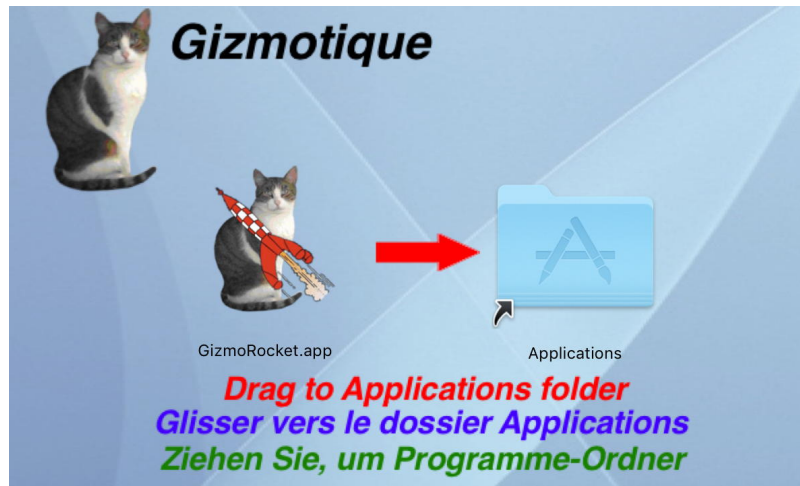 Gizmotique
GizmoRocket.app
Applications
Drag to Applications folder
Glisser vers le dossier Applications
Ziehen Sie, um Programme-Ordner